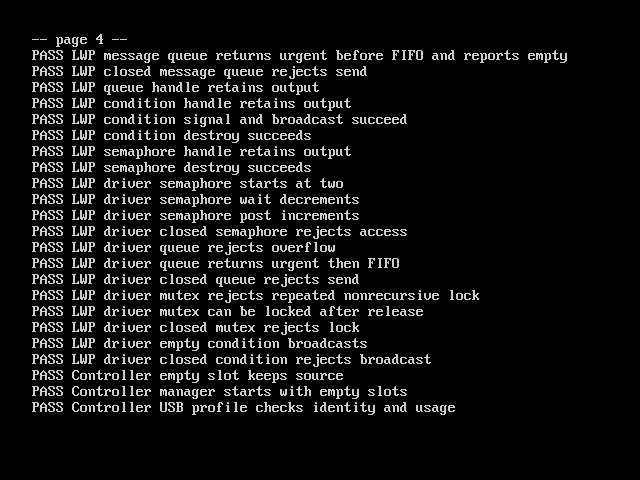 -- page 4 --
PASS LWP message queue returns urgent before FIFO and reports empty
PASS LWP closed message queue rejects send
PASS LWP queue handle retains output
PASS LWP condition handle retains output
PASS LWP condition signal and broadcast succeed
PASS LWP condition destroy succeeds
PASS LWP semaphore handle retains output
PASS LWP semaphore destroy succeeds
PASS LWP driver semaphore starts at two
PASS LWP driver semaphore wait decrements
PASS LWP driver semaphore post increments
PASS LWP driver closed semaphore rejects access
PASS LWP driver queue rejects overflow
PASS LWP driver queue returns urgent then FIFO
PASS LWP driver closed queue rejects send
PASS LWP driver mutex rejects repeated nonrecursive lock
PASS LWP driver mutex can be locked after release
PASS LWP driver closed mutex rejects lock
PASS LWP driver empty condition broadcasts
PASS LWP driver closed condition rejects broadcast
PASS Controller empty slot keeps source
PASS Controller manager starts with empty slots
PASS Controller USB profile checks identity and usage